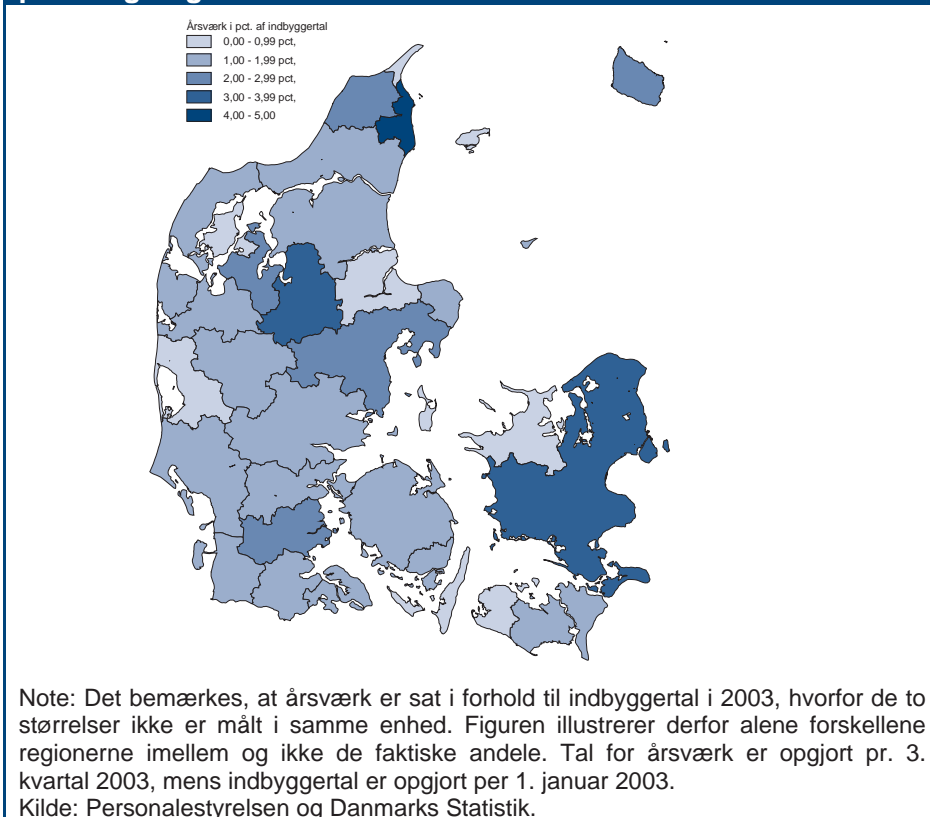 Årsværk i pct. af indbyggertal
0,00 - 0,99 pct,
1,00 - 1,99 pct,
2,00 - 2,99 pct,
3,00 - 3,99 pct,
4,00 - 5,00
Note: Det bemærkes, at årsværk er sat i forhold til indbyggertal i 2003, hvorfor de to
størrelser ikke er målt i samme enhed. Figuren illustrerer derfor alene forskellene
regionerne imellem og ikke de faktiske andele. Tal for årsværk er opgjort pr. 3.
kvartal 2003, mens indbyggertal er opgjort per 1. januar 2003.
Kilde: Personalestyrelsen og Danmarks Statistik.